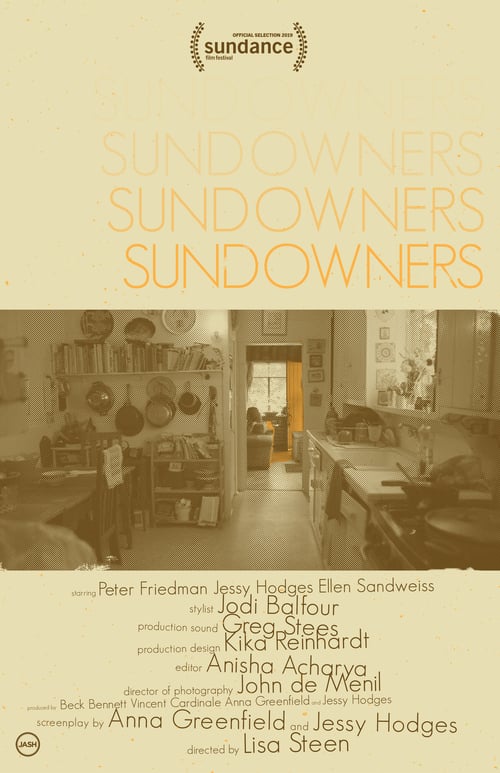 OFFICIAL SELECTION 2019
sundance
film festival
SUNDOWNERS
SUNDOWNERS
SUNDOWNERS
SUNDOWNERS
starring Peter Friedman Jessy Hodges Ellen Sandweiss
stylist Jodi Balfour
production sound Greg Stees
production design Kika Reinhardt
editor Anisha Acharya
director of photography John de Menil
produced by Beck Bennett Vincent Cardinale Anna Greenfield and Jessy Hodges
screenplay by Anna Greenfield and Jessy Hodges
directed by Lisa Steen
JASH